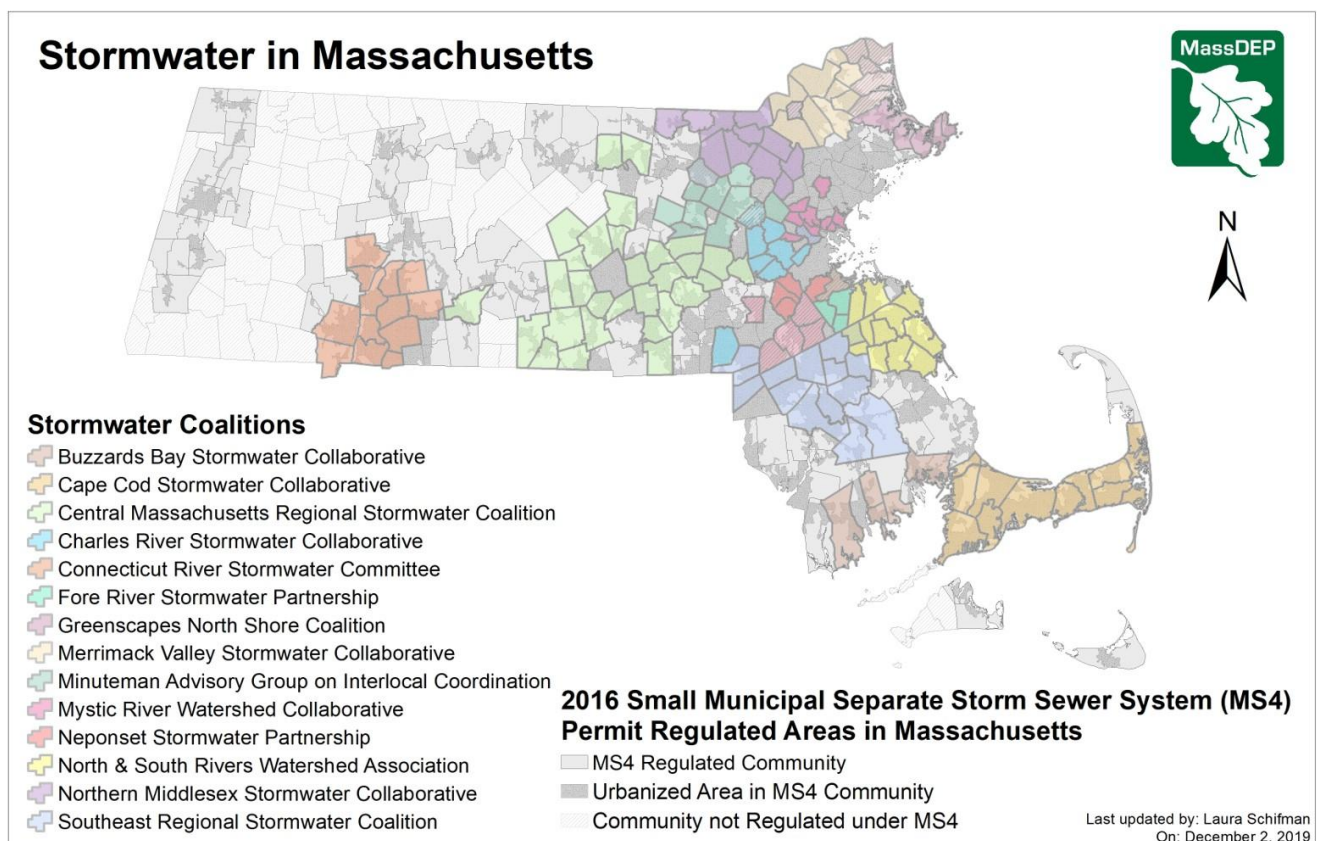 Stormwater in Massachusetts
MassDEP
N
Stormwater Coalitions
Buzzards Bay Stormwater Collaborative
Cape Cod Stormwater Collaborative
Central Massachusetts Regional Stormwater Coalition
Charles River Stormwater Collaborative
Connecticut River Stormwater Committee
Fore River Stormwater Partnership
Greenscapes North Shore Coalition
Merrimack Valley Stormwater Collaborative
Minuteman Advisory Group on Interlocal Coordination
Mystic River Watershed Collaborative
Neponset Stormwater Partnership
North & South Rivers Watershed Association
Northern Middlesex Stormwater Collaborative
Southeast Regional Stormwater Coalition
2016 Small Municipal Separate Storm Sewer System (MS4)
Permit Regulated Areas in Massachusetts
MS4 Regulated Community
Urbanized Area in MS4 Community
Community not Regulated under MS4
Last updated by: Laura Schifman
On: December 2, 2019